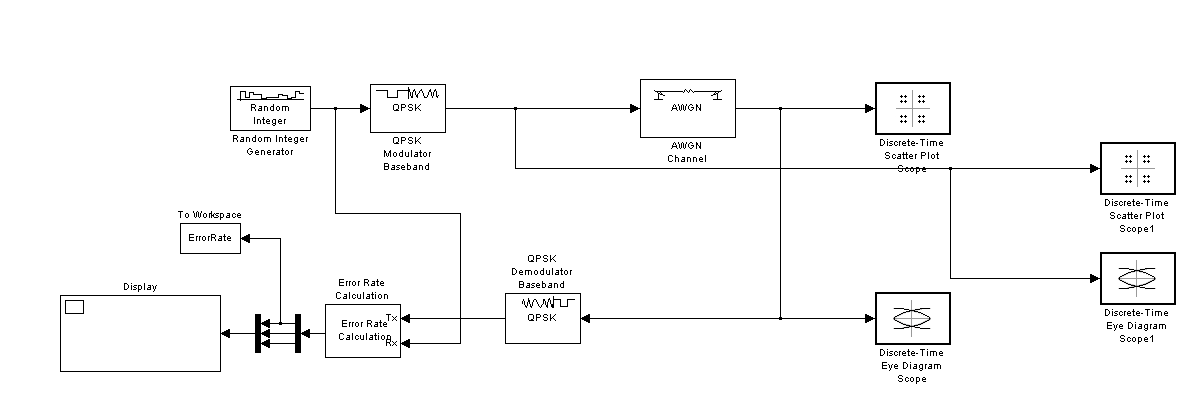 Random
Integer
Random Integer
Generator
QPSK
QPSK
Modulator
Baseband
AWGN
AWGN
Channel
Discrete-Time
Scatter Plot
Scope
Discrete-Time
Scatter Plot
Scope1
To Workspace
ErrorRate
Display
Error Rate
Calculation
Error Rate
Calculation
Tx
Rx
QPSK
Demodulator
Baseband
QPSK
Discrete-Time
Eye Diagram
Scope
Discrete-Time
Eye Diagram
Scope1